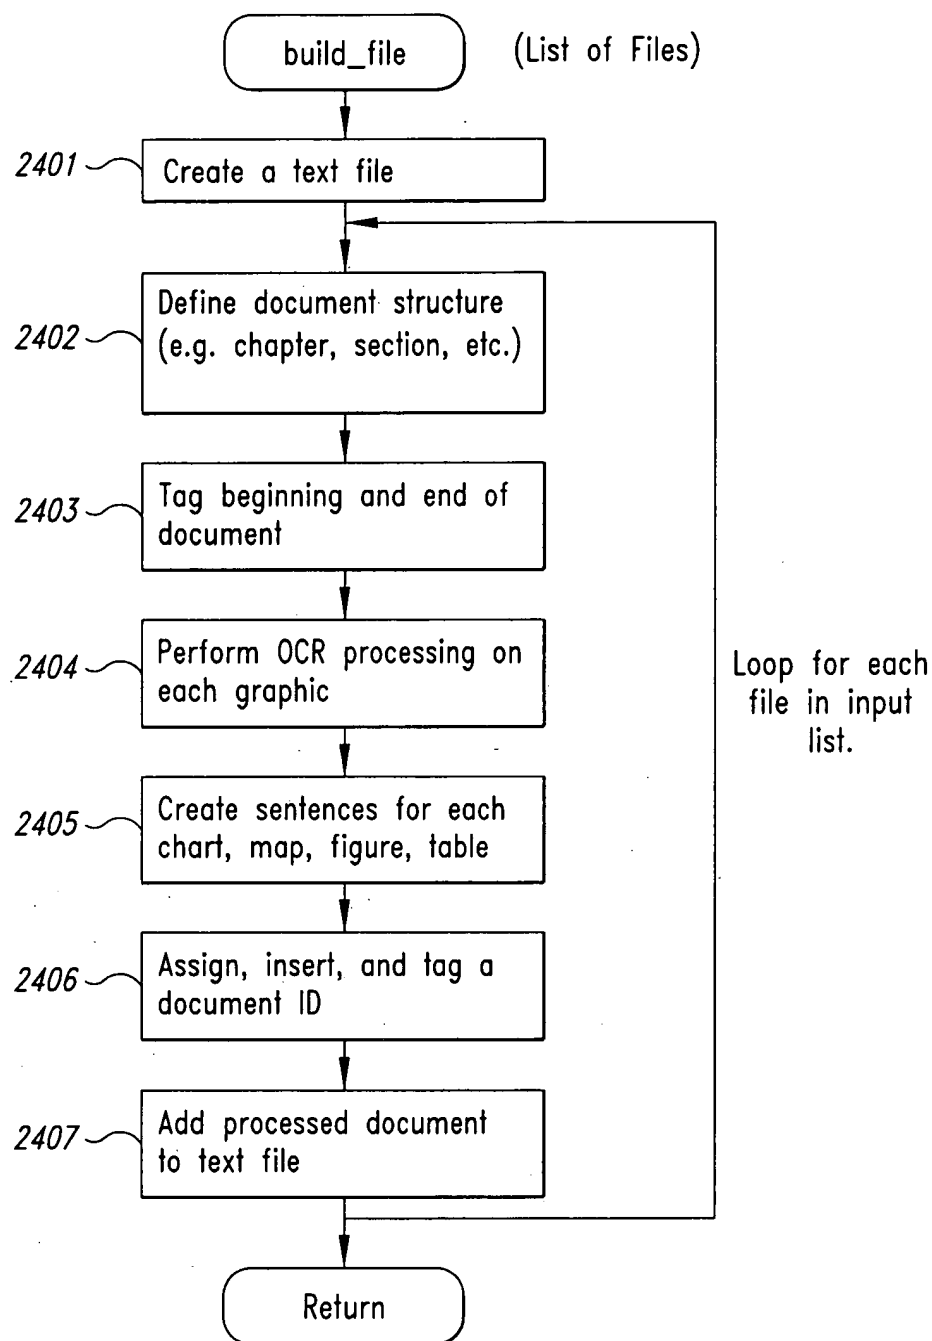 build_file (List of Files)
2401 Create a text file
Define document structure
2402 (e.g. chapter, section, etc.)
2403 Tag beginning and end of
document
2404 Perform OCR processing on
each graphic
Loop for each
file in input
list.
2405 Create sentences for each
chart, map, figure, table
2406 Assign, insert, and tag a
document ID
2407 Add processed document
to text file
Return